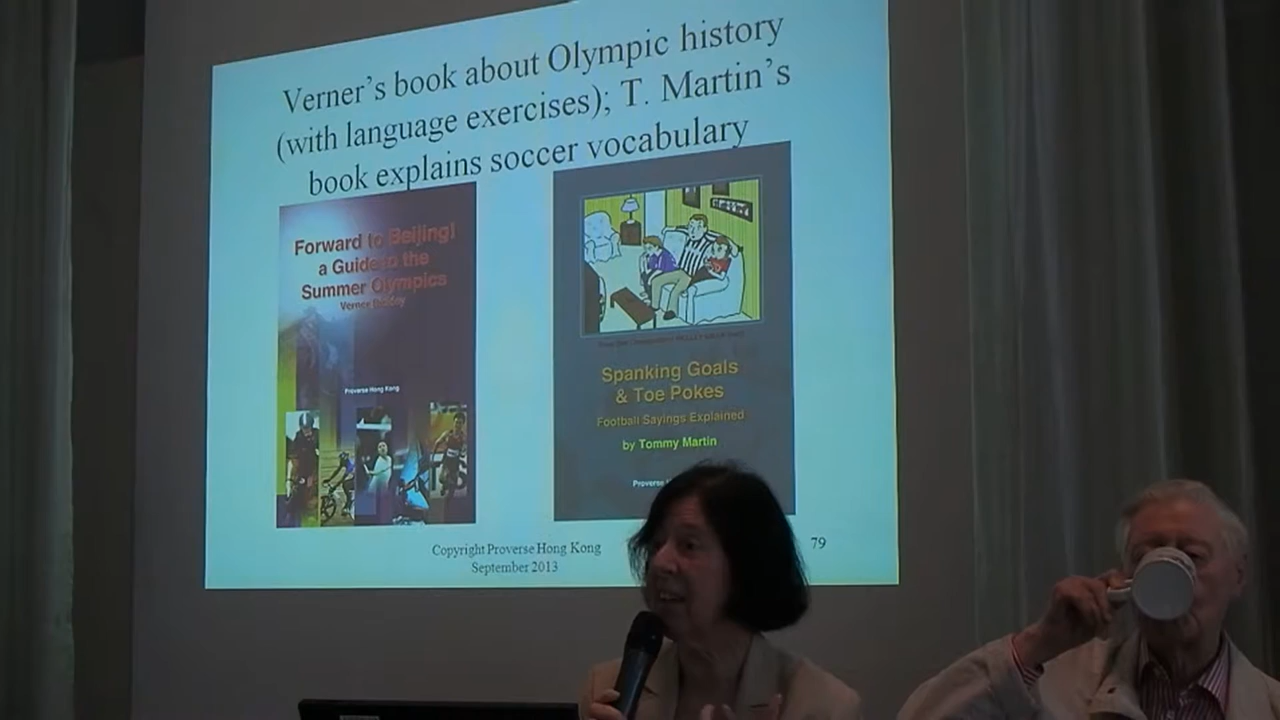 Verner's book about Olympic history
(with language exercises); T. Martin's
book explains soccer vocabulary
Forward to Beijing!
a Guide to the
Summer Olympics
Verner
Proverse Hong Kong
Spanking Goals
& Toe Pokes
Football Sayings Explained
by Tommy Martin
Proverse
Copyright Proverse Hong Kong
September 2013
79